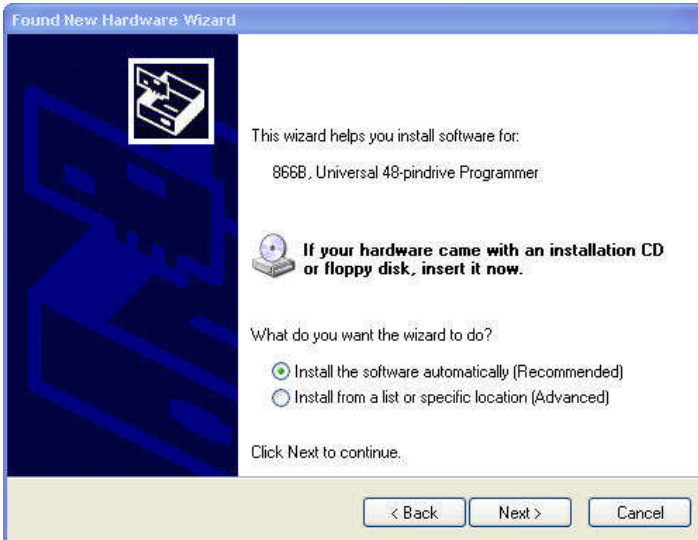 Found New Hardware Wizard
This wizard helps you install software for:
866B, Universal 48-pindrive Programmer
If your hardware came with an installation CD
or floppy disk, insert it now.
What do you want the wizard to do?
Install the software automatically (Recommended)
Install from a list or specific location (Advanced)
Click Next to continue.
< Back Next > Cancel